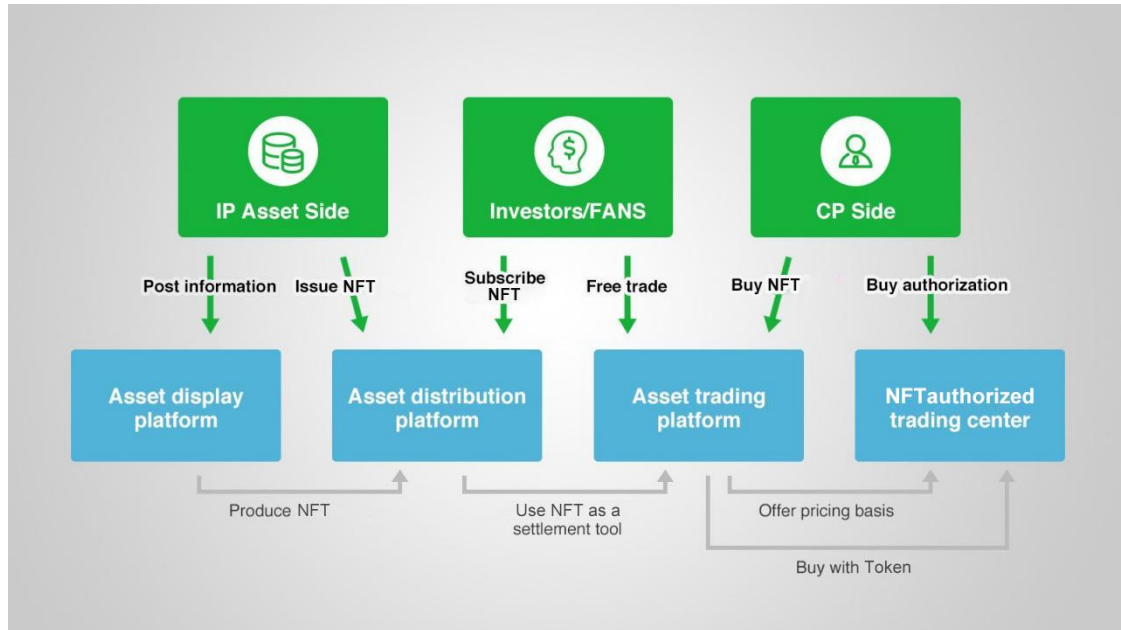 IP Asset Side
Investors/FANS
CP Side
Post information
Issue NFT
Subscribe
NFT
Free trade
Buy NFT
Buy authorization
Asset display
platform
Asset distribution
platform
Asset trading
platform
NFTauthorized
trading center
Produce NFT
Use NFT as a
settlement tool
Offer pricing basis
Buy with Token